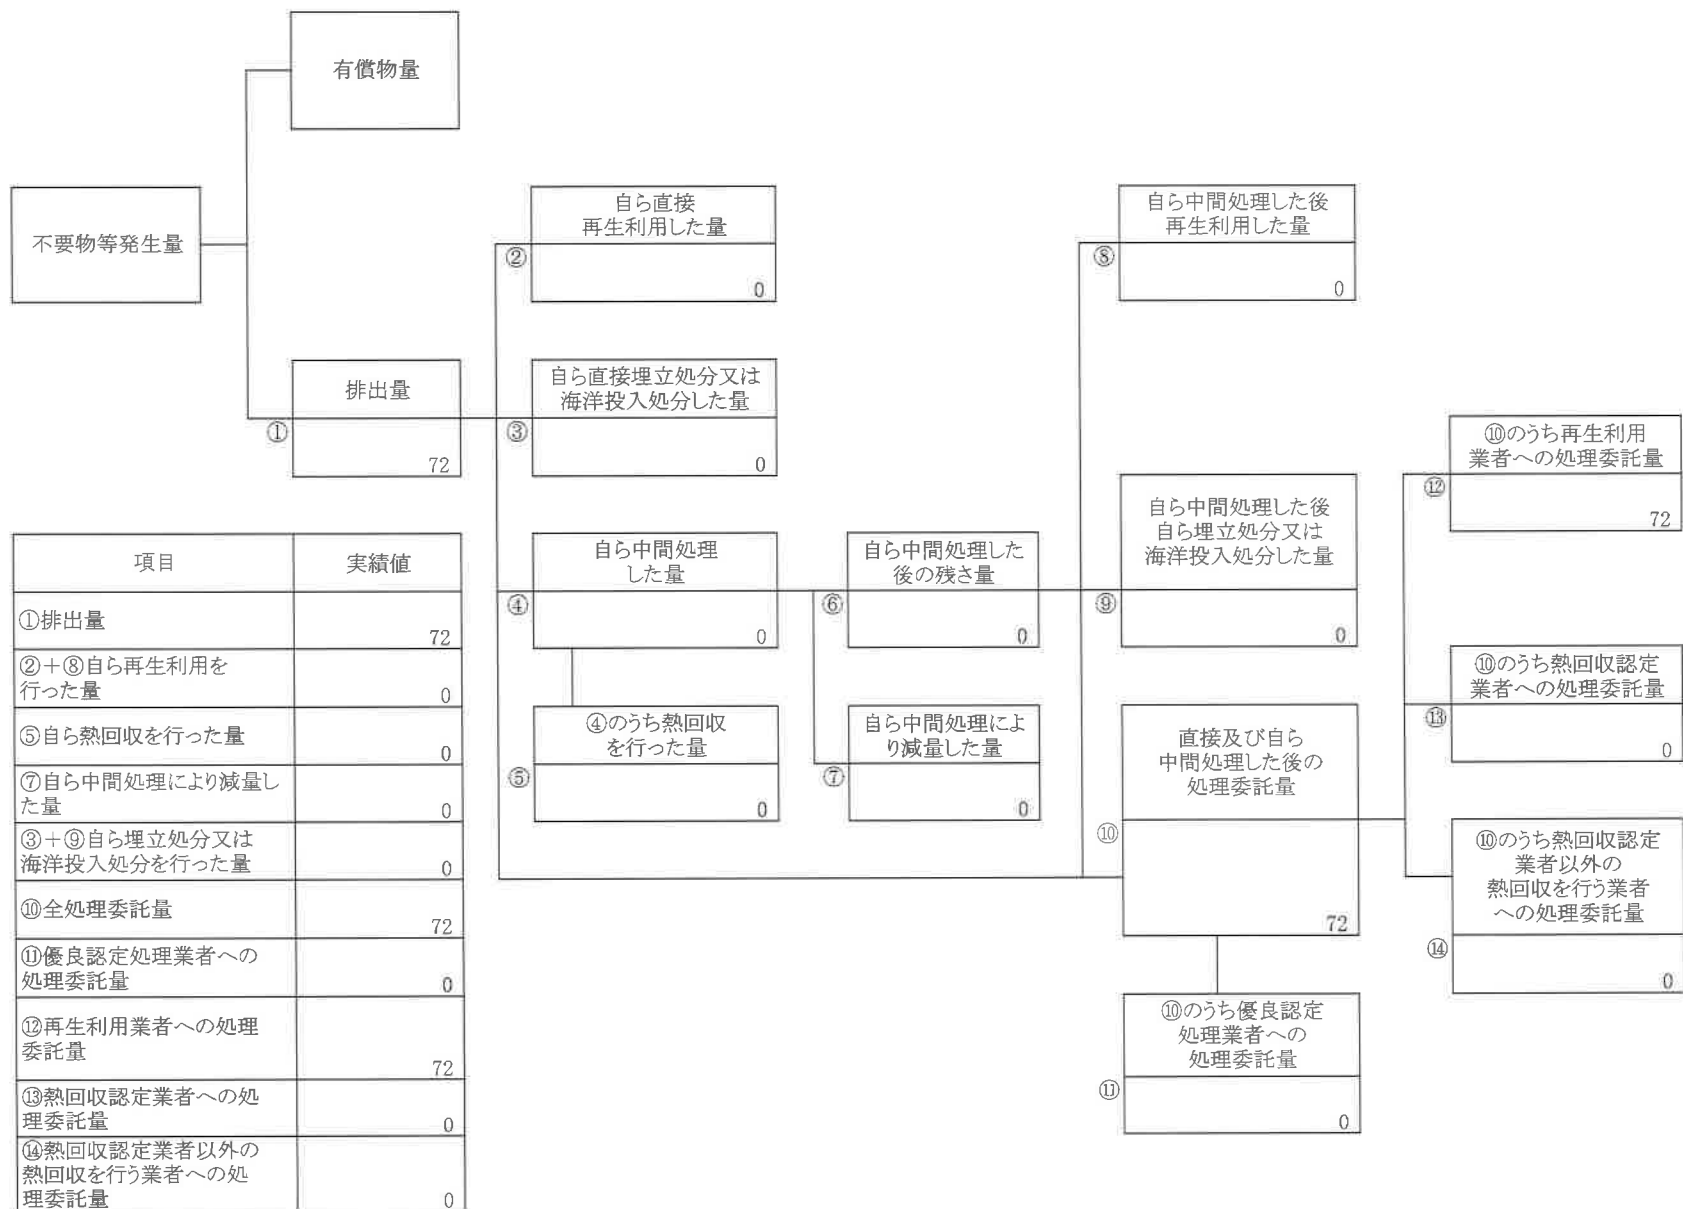 有償物量
不要物等発生量
排出量
①
72
自ら直接
再生利用した量
②
0
自ら直接埋立処分又は
海洋投入処分した量
③
0
自ら中間処理
した量
④
0
④のうち熱回収
を行った量
⑤
0
自ら中間処理した
後の残さ量
⑥
0
自ら中間処理によ
り減量した量
⑦
0
自ら中間処理した後
再生利用した量
⑧
0
自ら中間処理した後
自ら埋立処分又は
海洋投入処分した量
⑨
0
直接及び自ら
中間処理した後の
処理委託量
⑩
72
⑩のうち優良認定
処理業者への
処理委託量
⑪
0
⑩のうち再生利用
業者への処理委託量
⑫
72
⑩のうち熱回収認定
業者への処理委託量
⑬
0
⑩のうち熱回収認定
業者以外の
熱回収を行う業者
への処理委託量
⑭
0
項目 実績値
①排出量
72
②+⑧自ら再生利用を
行った量
0
⑤自ら熱回収を行った量
0
⑦自ら中間処理により減量し
た量
0
③+⑨自ら埋立処分又は
海洋投入処分を行った量
0
⑩全処理委託量
72
⑪優良認定処理業者への
処理委託量
0
⑫再生利用業者への処理
委託量
72
⑬熱回収認定業者への処
理委託量
0
⑭熱回収認定業者以外の
熱回収を行う業者への処
理委託量
0